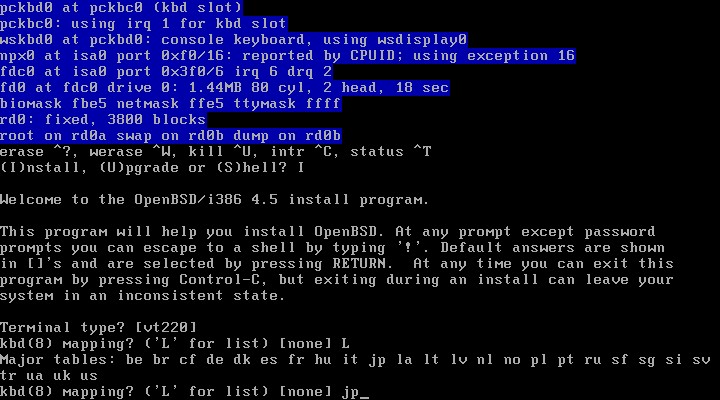 pckbd0 at pckbc0 (kbd slot)
pckbc0: using irq 1 for kbd slot
wskbd0 at pckbd0: console keyboard, using wsdisplay0
npx0 at isa0 port 0xf0/16: reported by CPUID; using exception 16
fdc0 at isa0 port 0x3f0/6 irq 6 drq 2
fd0 at fdc0 drive 0: 1.44MB 80 cyl, 2 head, 18 sec
biomask fbe5 netmask ffe5 ttymask ffff
rd0: fixed, 3800 blocks
root on rd0a swap on rd0b dump on rd0b
erase ^?, werase ^W, kill ^U, intr ^C, status ^T
(I)nstall, (U)pgrade or (S)hell? I
Welcome to the OpenBSD/i386 4.5 install program.
This program will help you install OpenBSD. At any prompt except password
prompts you can escape to a shell by typing '!'. Default answers are shown
in []'s and are selected by pressing RETURN.  At any time you can exit this
program by pressing Control-C, but exiting during an install can leave your
system in an inconsistent state.
Terminal type? [vt220]
kbd(8) mapping? ('L' for list) [none] L
Major tables: be br cf de dk es fr hu it jp la lt lv nl no pl pt ru sf sg si sv
tr ua uk us
kbd(8) mapping? ('L' for list) [none] jp_